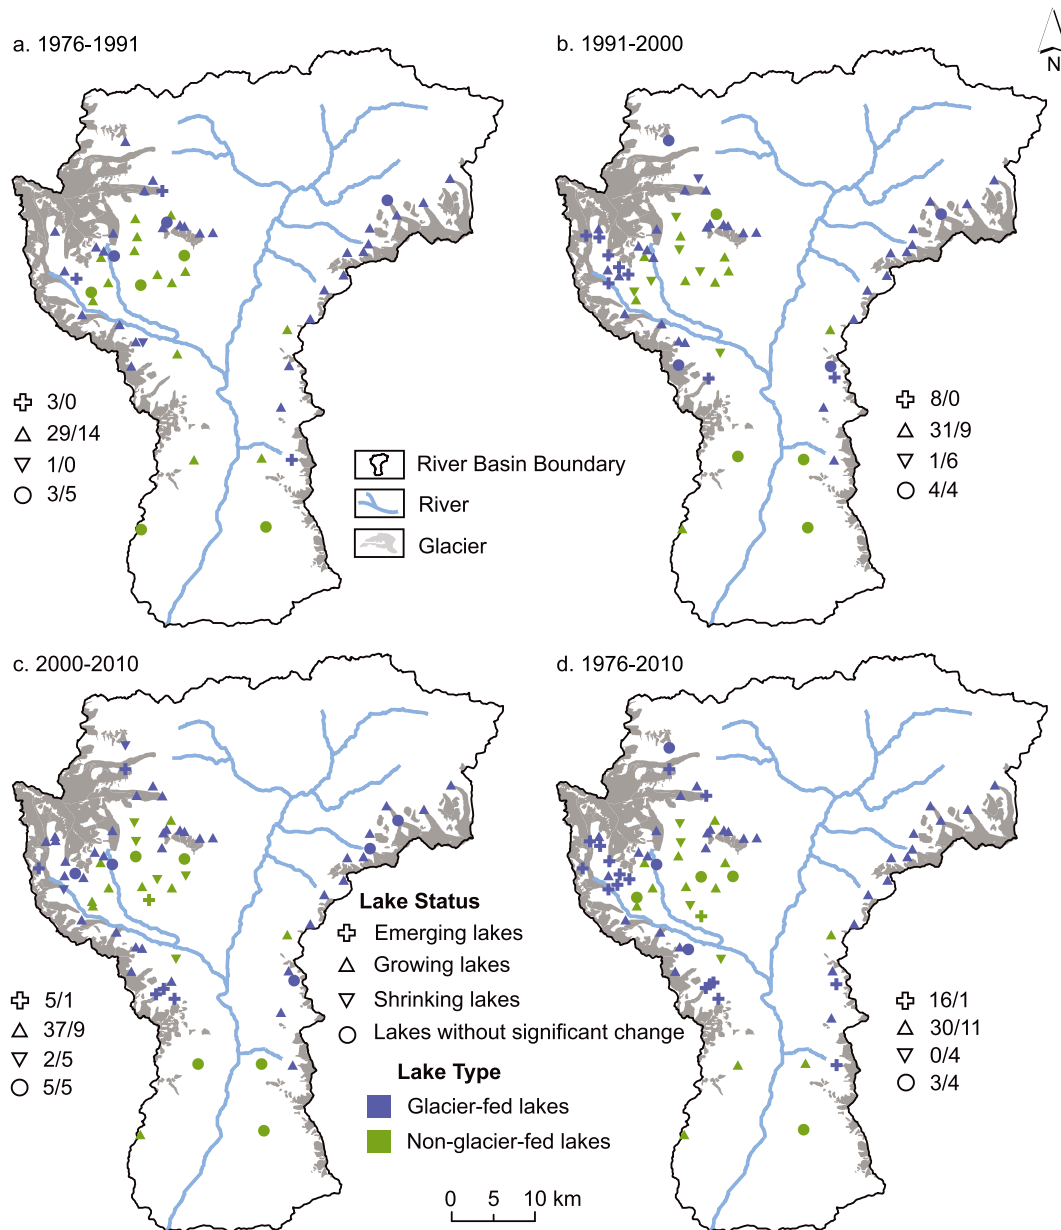 a. 1976-1991
b. 1991-2000
N
3/0
29/14
1/0
3/5
River Basin Boundary
River
Glacier
8/0
31/9
1/6
4/4
c. 2000-2010
d. 1976-2010
5/1
37/9
2/5
5/5
Lake Status
Emerging lakes
Growing lakes
Shrinking lakes
Lakes without significant change
Lake Type
Glacier-fed lakes
Non-glacier-fed lakes
16/1
30/11
0/4
3/4
0 5 10 km